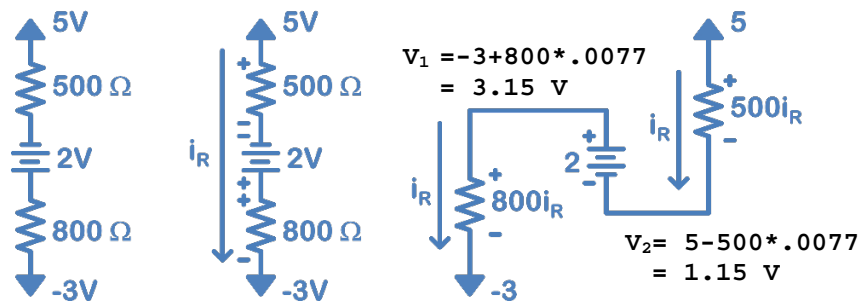 5V
500 Ω
2V
800 Ω
-3V
5V
+
500 Ω
−
−
iR
2V
+
+
800 Ω
−
-3V
V1 =-3+800*.0077
= 3.15 V
iR
+
800iR
−
-3
+
2
−
5
+
500iR
−
iR
V2= 5-500*.0077
= 1.15 V